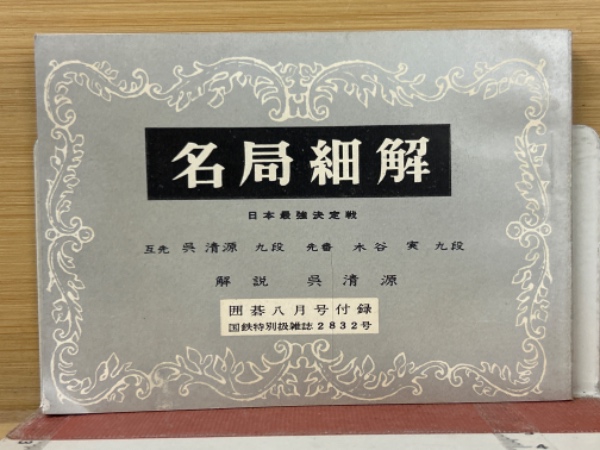 名局細解
日本最強決定戦
互先 呉清源 九段 先番 木谷 実 九段
解説 呉清源
囲碁八月号付録
国鉄特別扱雑誌2832号